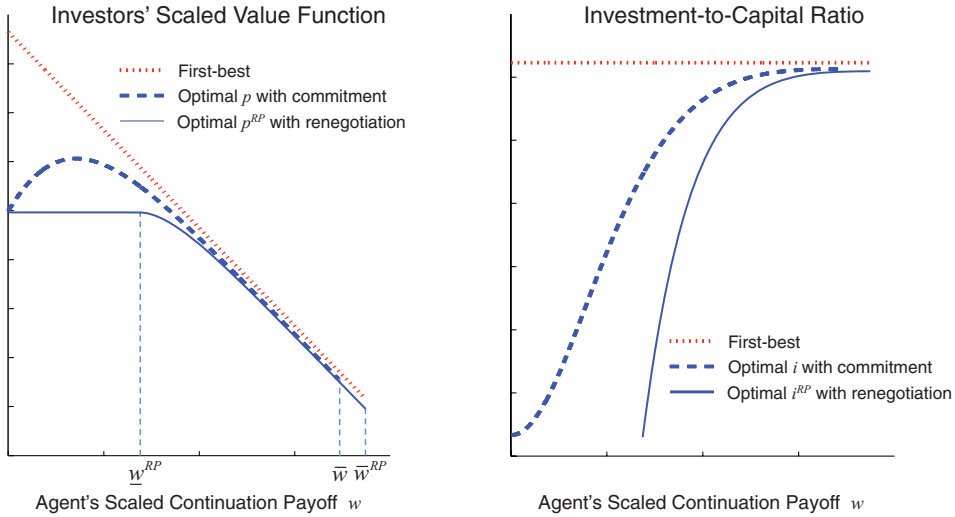 Investors' Scaled Value Function
First-best
Optimal p with commitment
Optimal p^RP with renegotiation
w^RP
w̄
w̄^RP
Agent's Scaled Continuation Payoff w
Investment-to-Capital Ratio
First-best
Optimal i with commitment
Optimal i^RP with renegotiation
Agent's Scaled Continuation Payoff w